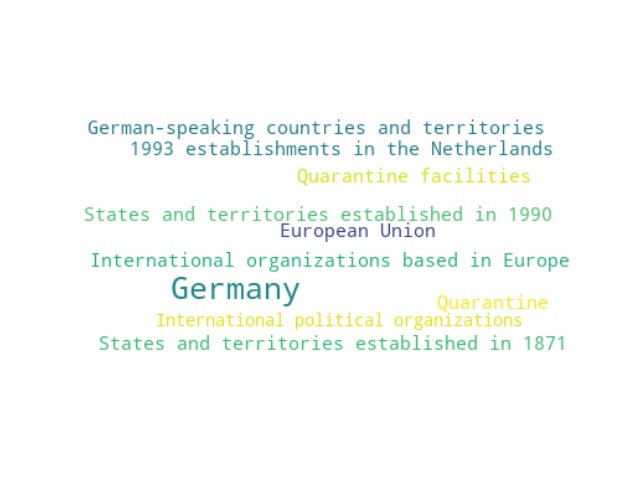 German-speaking countries and territories
1993 establishments in the Netherlands
Quarantine facilities
States and territories established in 1990
European Union
International organizations based in Europe
Germany
Quarantine
International political organizations
States and territories established in 1871